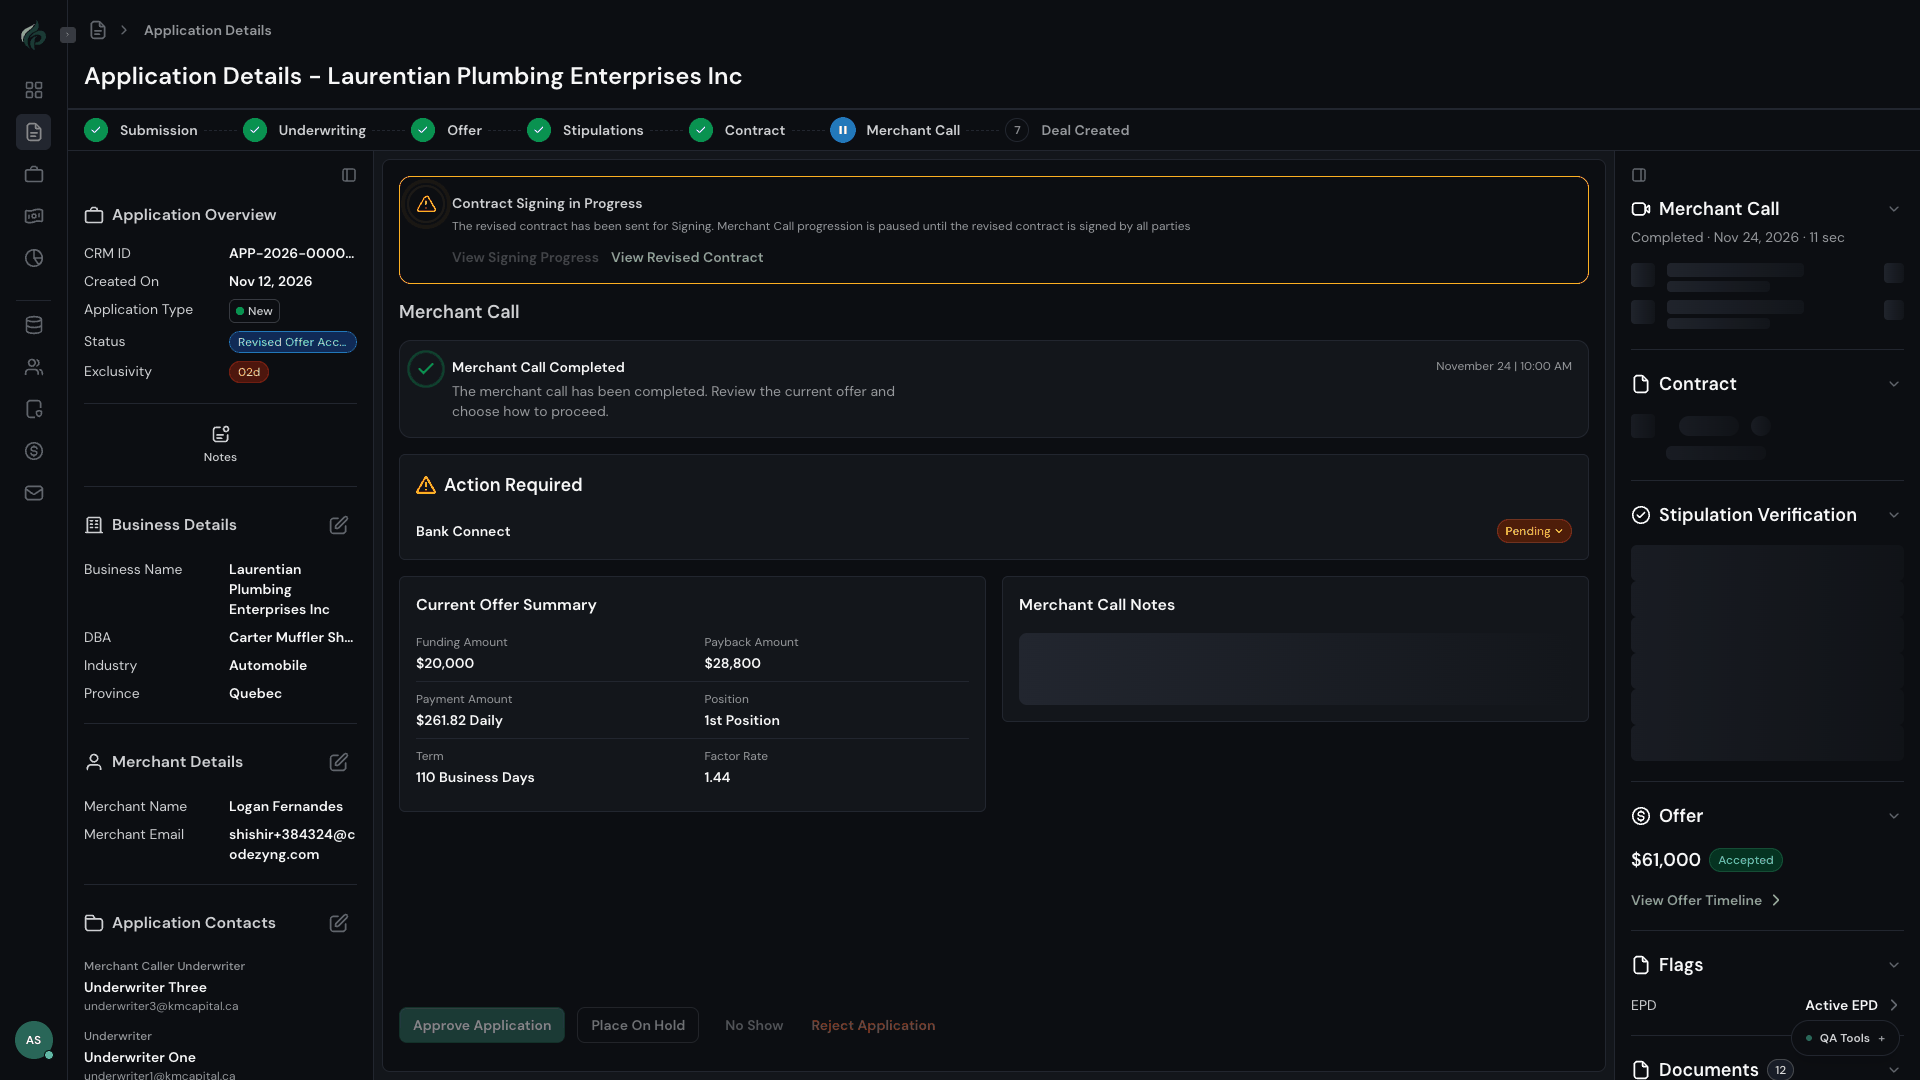 Application Details
Application Details – Laurentian Plumbing Enterprises Inc
Submission
Underwriting
Offer
Stipulations
Contract
Merchant Call
7
Deal Created
Application Overview
CRM ID
APP-2026-0000...
Created On
Nov 12, 2026
Application Type
New
Status
Revised Offer Acc...
Exclusivity
02d
Notes
Business Details
Business Name
Laurentian
Plumbing
Enterprises Inc
DBA
Carter Muffler Sh...
Industry
Automobile
Province
Quebec
Merchant Details
Merchant Name
Logan Fernandes
Merchant Email
shishir+384324@c
odezyng.com
Application Contacts
Merchant Caller Underwriter
Underwriter Three
underwriter3@kmcapital.ca
Underwriter
Underwriter One
underwriter1@kmcapital.ca
AS
Contract Signing in Progress
The revised contract has been sent for Signing. Merchant Call progression is paused until the revised contract is signed by all parties
View Signing Progress
View Revised Contract
Merchant Call
Merchant Call Completed
November 24 | 10:00 AM
The merchant call has been completed. Review the current offer and
choose how to proceed.
Action Required
Bank Connect
Pending
Current Offer Summary
Funding Amount
$20,000
Payback Amount
$28,800
Payment Amount
$261.82 Daily
Position
1st Position
Term
110 Business Days
Factor Rate
1.44
Merchant Call Notes
Approve Application
Place On Hold
No Show
Reject Application
Merchant Call
Completed · Nov 24, 2026 · 11 sec
Contract
Stipulation Verification
Offer
$61,000
Accepted
View Offer Timeline
Flags
EPD
Active EPD
QA Tools +
Documents
12